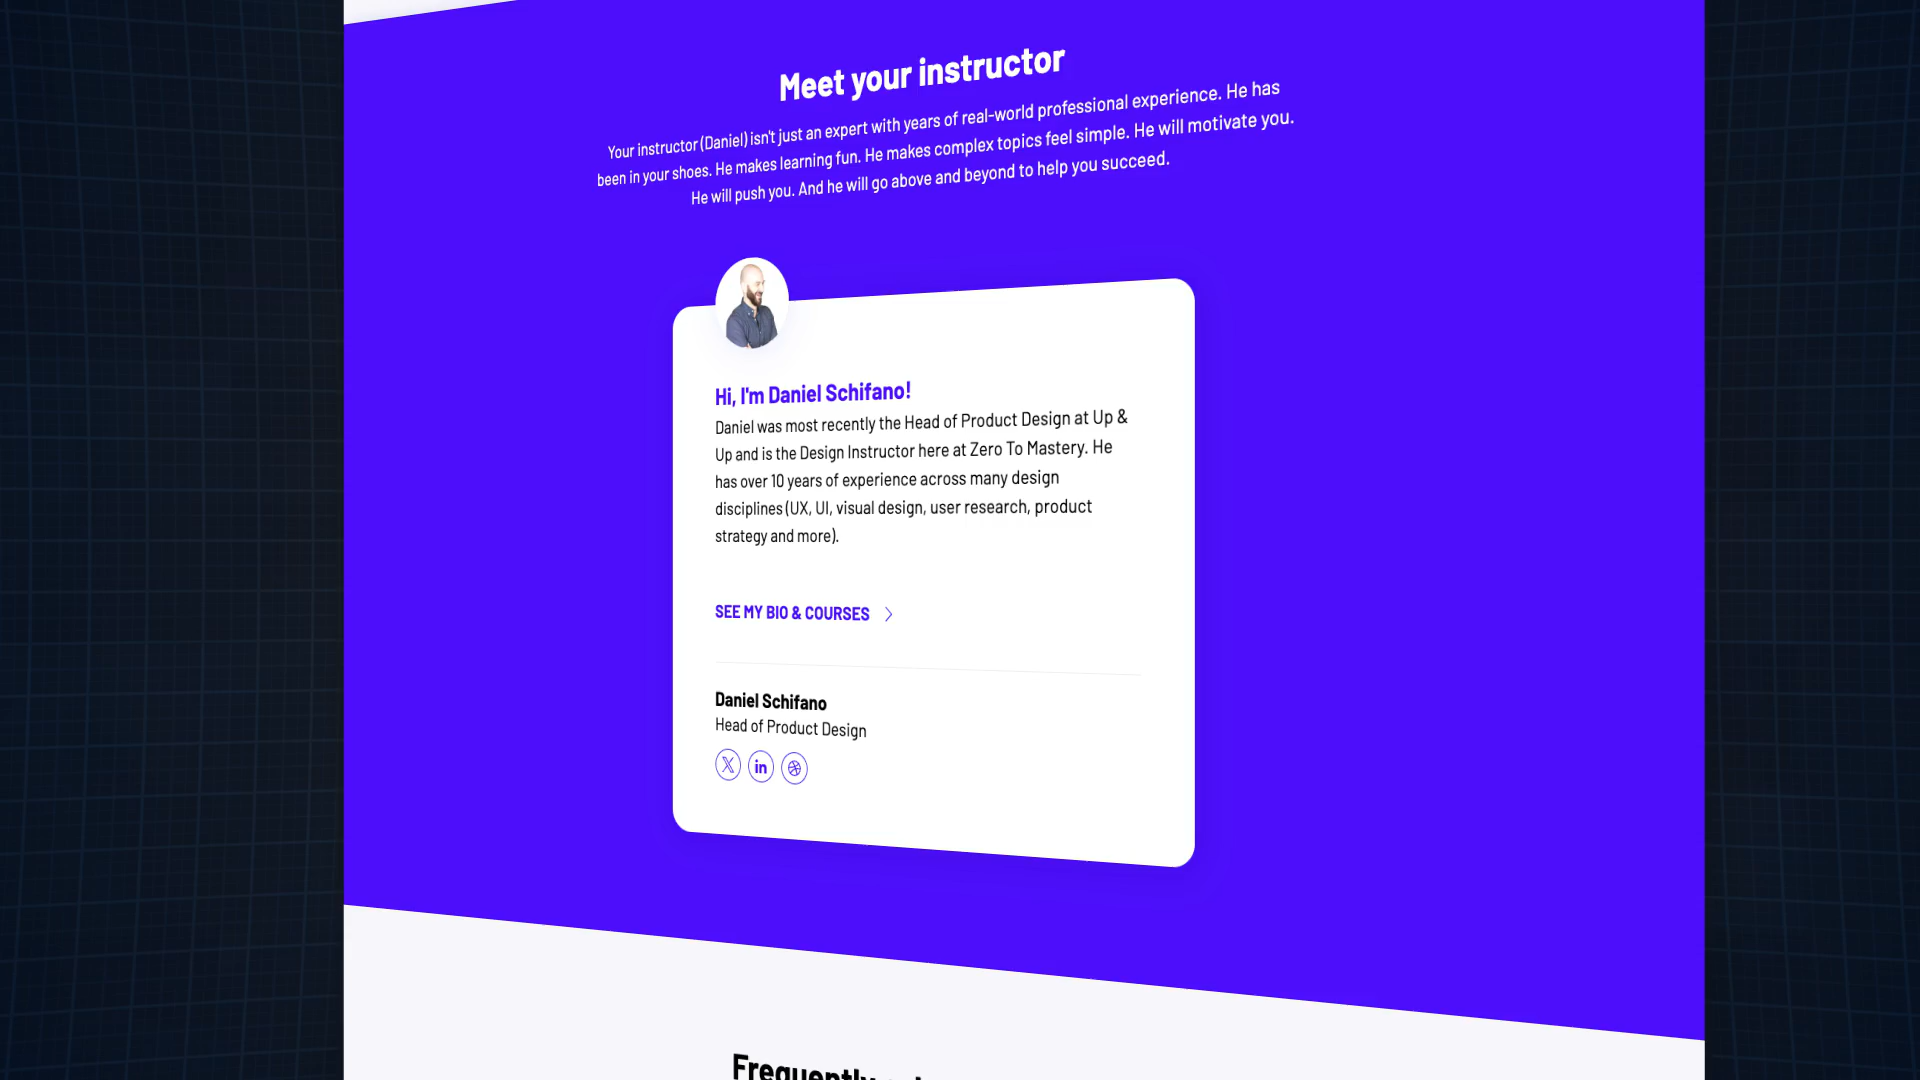 Meet your instructor
Your instructor (Daniel) isn't just an expert with years of real-world professional experience. He has
been in your shoes. He makes learning fun. He makes complex topics feel simple. He will motivate you.
He will push you. And he will go above and beyond to help you succeed.
Hi, I'm Daniel Schifano!
Daniel was most recently the Head of Product Design at Up &
Up and is the Design Instructor here at Zero To Mastery. He
has over 10 years of experience across many design
disciplines (UX, UI, visual design, user research, product
strategy and more).
SEE MY BIO & COURSES
Daniel Schifano
Head of Product Design
X in
Frequently